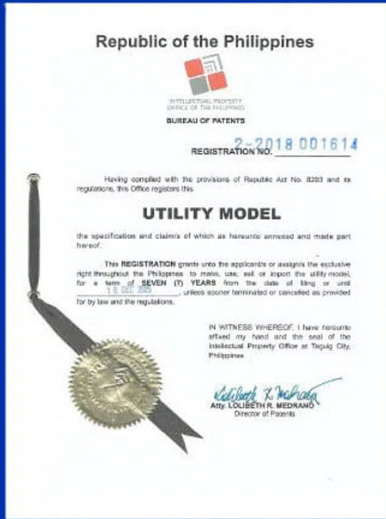 Republic of the Philippines
INTELLECTUAL PROPERTY
OFFICE OF THE PHILIPPINES
BUREAU OF PATENTS
REGISTRATION NO. 2-2018 001614
Having complied with the provisions of Republic Act No. 8293 and its
regulations, this Office registers this
UTILITY MODEL
the specification and claim/s of which as hereunto annexed and made part
hereof.
This REGISTRATION grants unto the applicant/s or assign/s the exclusive
right throughout the Philippines to make, use, sell or import the utility model,
for a term of SEVEN (7) YEARS from the date of filing or until
DEC 2025, unless sooner terminated or cancelled as provided
for by law and the regulations.
IN WITNESS WHEREOF, I have hereunto
affixed my hand and the seal of the
Intellectual Property Office at Taguig City,
Philippines
Atty. LOLIBETH R. MEDRANO
Director of Patents